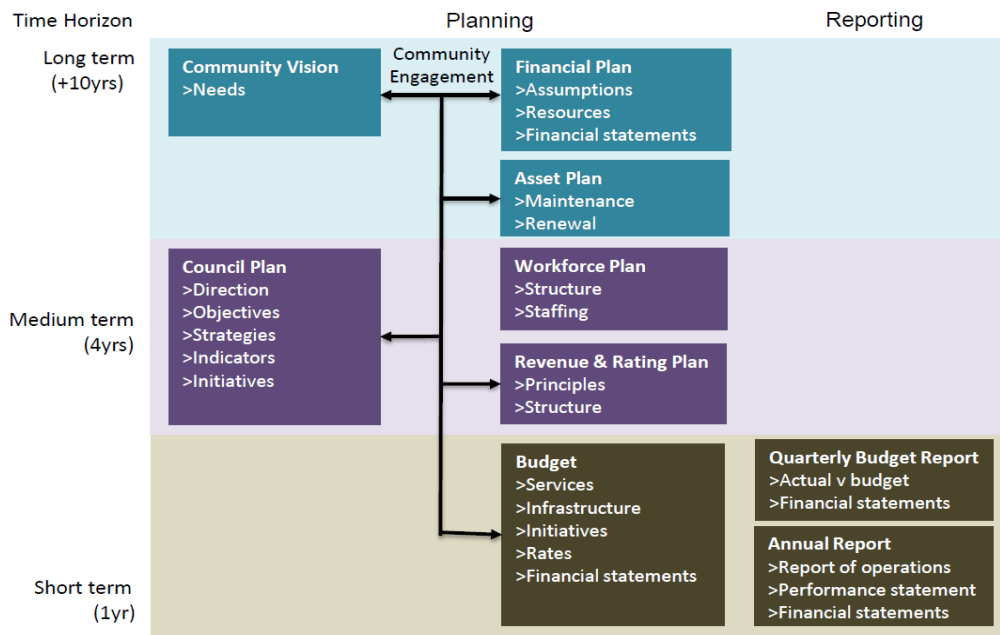 Time Horizon
Planning
Reporting
Long term
(+10yrs)
Community Vision
>Needs
Community
Engagement
Financial Plan
>Assumptions
>Resources
>Financial statements
Asset Plan
>Maintenance
>Renewal
Medium term
(4yrs)
Council Plan
>Direction
>Objectives
>Strategies
>Indicators
>Initiatives
Workforce Plan
>Structure
>Staffing
Revenue & Rating Plan
>Principles
>Structure
Short term
(1yr)
Budget
>Services
>Infrastructure
>Initiatives
>Rates
>Financial statements
Quarterly Budget Report
>Actual v budget
>Financial statements
Annual Report
>Report of operations
>Performance statement
>Financial statements